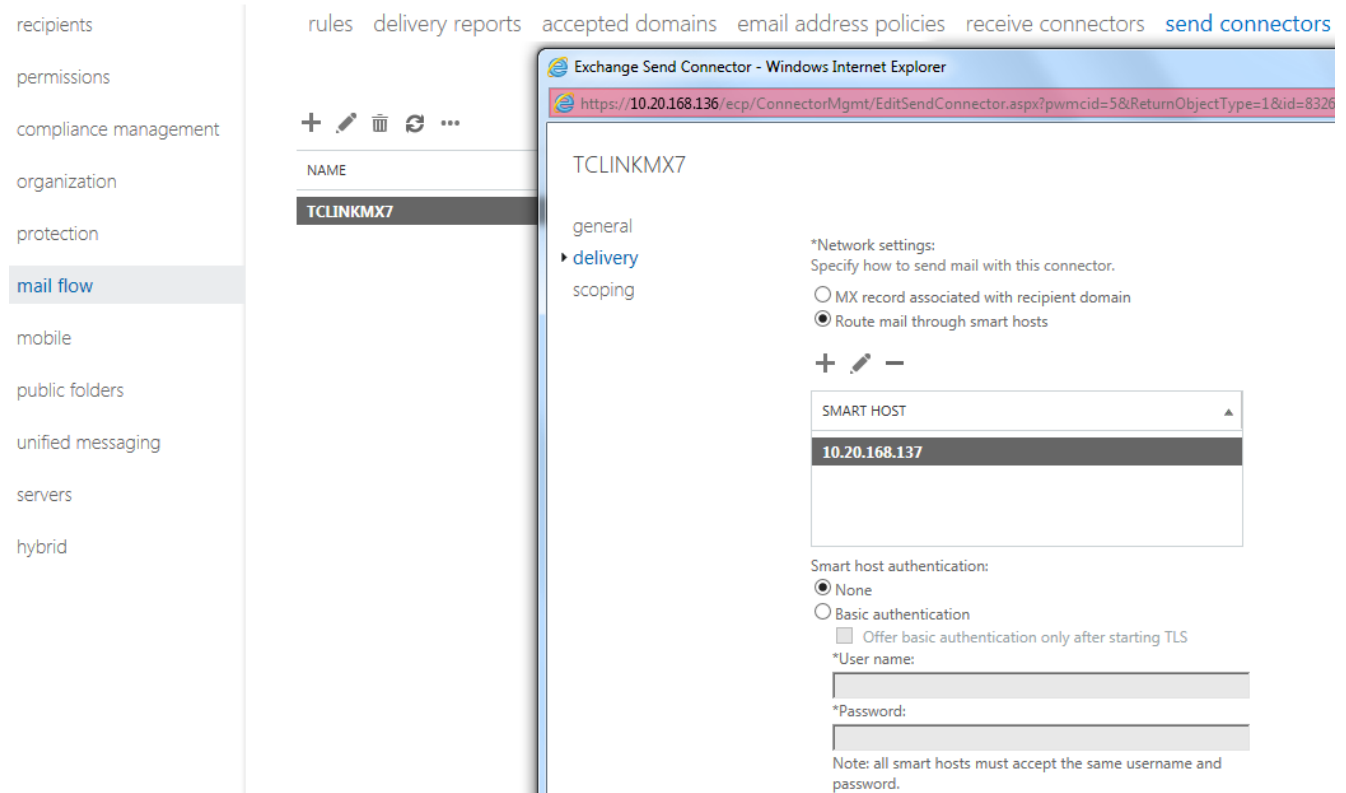 recipients
permissions
compliance management
organization
protection
mail flow
mobile
public folders
unified messaging
servers
hybrid
rules delivery reports accepted domains email address policies receive connectors send connectors
NAME
TCLINKMX7
Exchange Send Connector - Windows Internet Explorer
https://10.20.168.136/ecp/ConnectorMgmt/EditSendConnector.aspx?pwmcid=5&ReturnObjectType=1&id=8326
TCLINKMX7
general
delivery
scoping
*Network settings:
Specify how to send mail with this connector.
MX record associated with recipient domain
Route mail through smart hosts
SMART HOST
10.20.168.137
Smart host authentication:
None
Basic authentication
Offer basic authentication only after starting TLS
*User name:
*Password:
Note: all smart hosts must accept the same username and
password.